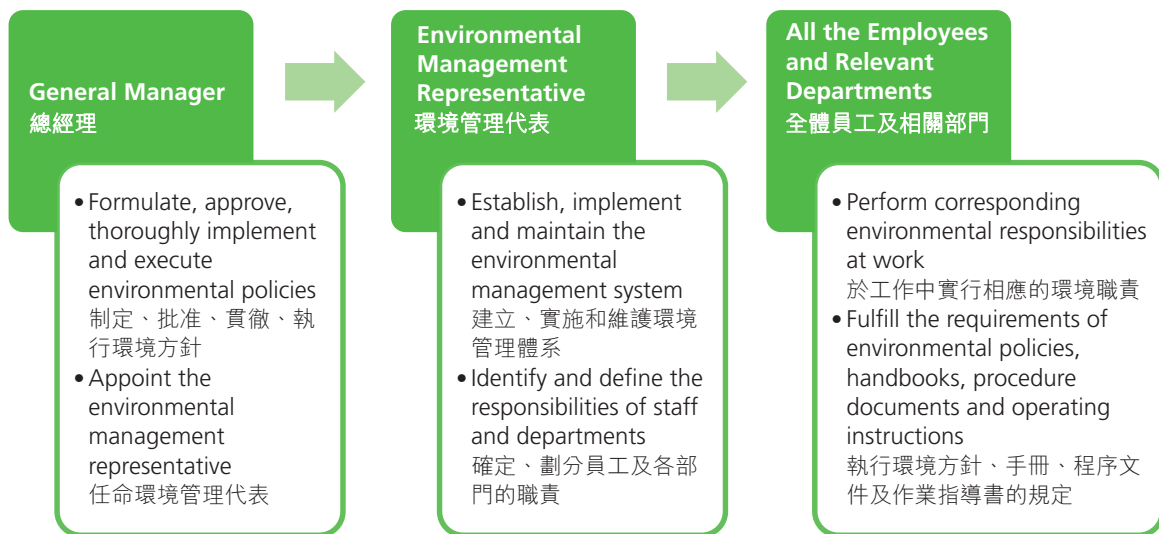 General Manager
總經理
• Formulate, approve,
thoroughly implement
and execute
environmental policies
制定、批准、貫徹、執
行環境方針
• Appoint the
environmental
management
representative
任命環境管理代表
Environmental
Management
Representative
環境管理代表
• Establish, implement
and maintain the
environmental
management system
建立、實施和維護環境
管理體系
• Identify and define the
responsibilities of staff
and departments
確定、劃分員工及各部
門的職責
All the Employees
and Relevant
Departments
全體員工及相關部門
• Perform corresponding
environmental responsibilities
at work
於工作中實行相應的環境職責
• Fulfill the requirements of
environmental policies,
handbooks, procedure
documents and operating
instructions
執行環境方針、手冊、程序文
件及作業指導書的規定